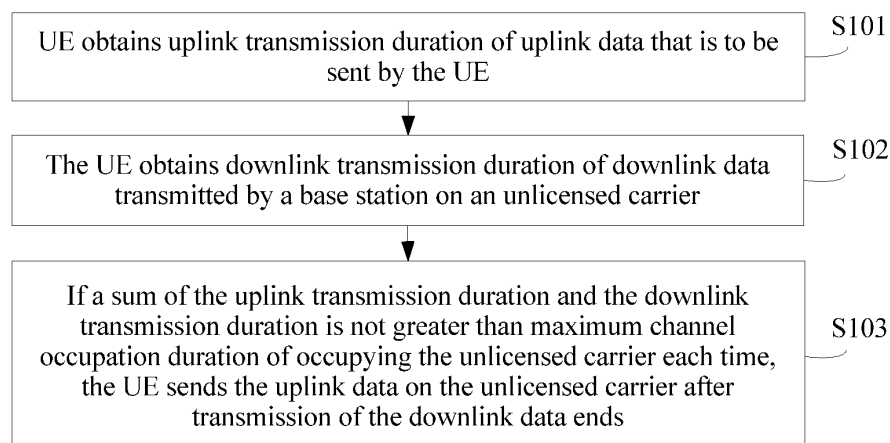 UE obtains uplink transmission duration of uplink data that is to be
sent by the UE
S101
The UE obtains downlink transmission duration of downlink data
transmitted by a base station on an unlicensed carrier
S102
If a sum of the uplink transmission duration and the downlink
transmission duration is not greater than maximum channel
occupation duration of occupying the unlicensed carrier each time,
the UE sends the uplink data on the unlicensed carrier after
transmission of the downlink data ends
S103